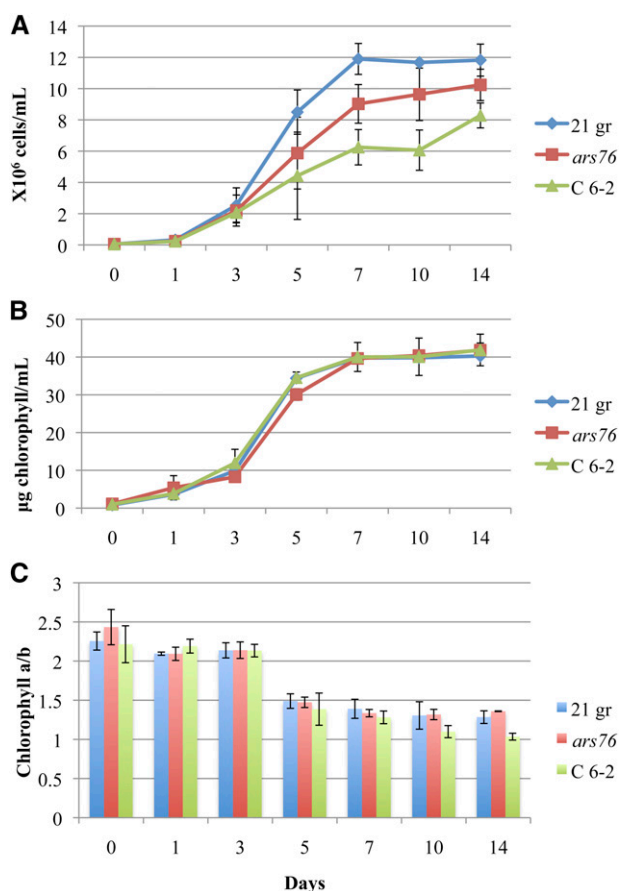 A
X10⁶ cells/mL
14
12
10
8
6
4
2
0
0 1 3 5 7 10 14
21 gr
ars76
C 6-2
B
µg chlorophyll/mL
50
40
30
20
10
0
0 1 3 5 7 10 14
21 gr
ars76
C 6-2
C
Chlorophyll a/b
3
2.5
2
1.5
1
0.5
0
0 1 3 5 7 10 14
Days
21 gr
ars76
C 6-2